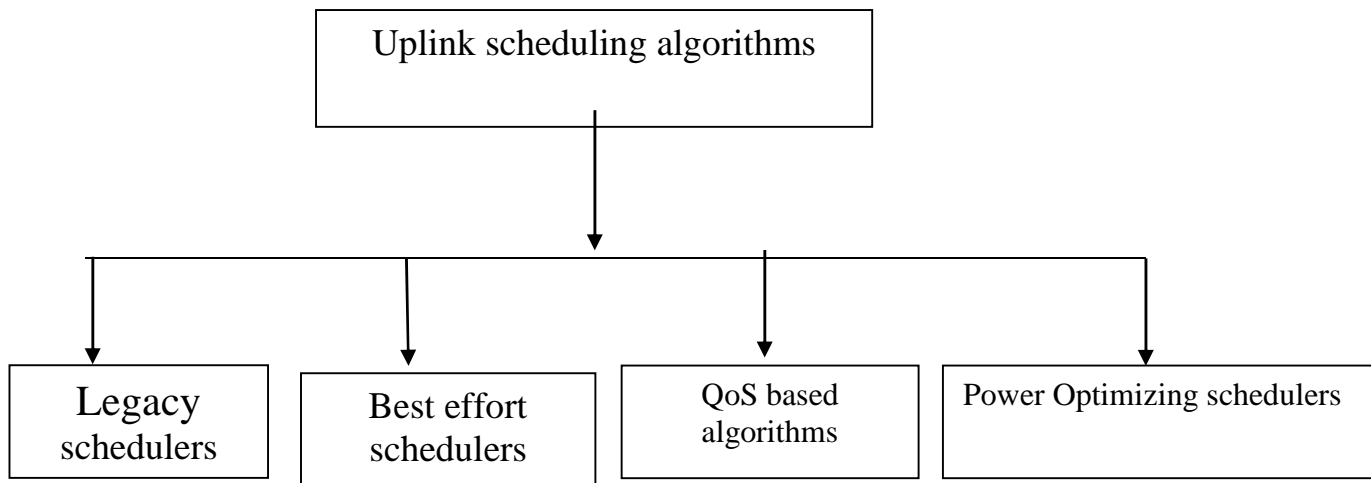 Uplink scheduling algorithms
Legacy
schedulers
Best effort
schedulers
QoS based
algorithms
Power Optimizing schedulers